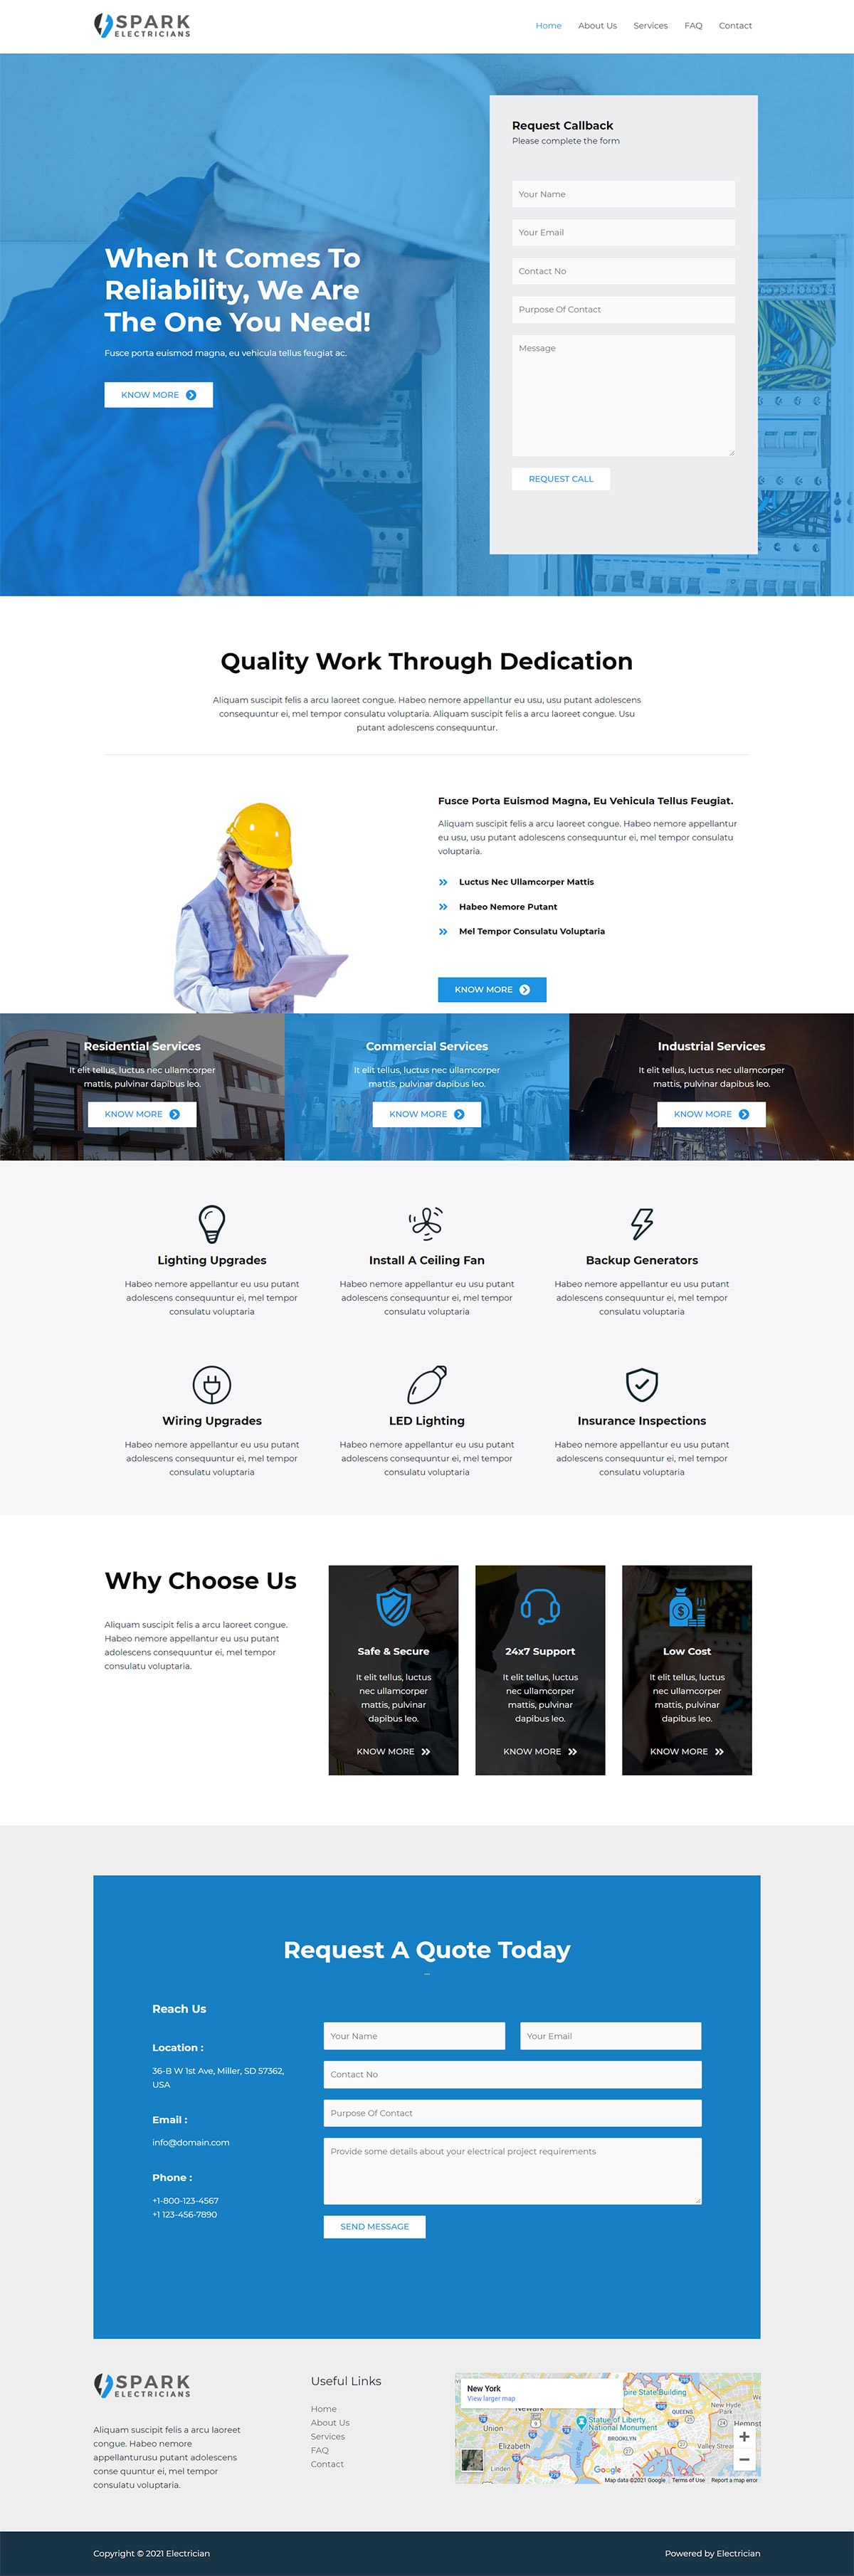 SPARK
ELECTRICIANS
Home About Us Services FAQ Contact
When It Comes To
Reliability, We Are
The One You Need!
Fusce porta euismod magna, eu vehicula tellus feugiat ac.
KNOW MORE
Request Callback
Please complete the form
Your Name
Your Email
Contact No
Purpose Of Contact
Message
REQUEST CALL
Quality Work Through Dedication
Aliquam suscipit felis a arcu laoreet congue. Habeo nemore appellantur eu usu, usu putant adolescens
consequuntur ei, mel tempor consulatu voluptaria. Aliquam suscipit felis a arcu laoreet congue. Usu
putant adolescens consequuntur.
Fusce Porta Euismod Magna, Eu Vehicula Tellus Feugiat.
Aliquam suscipit felis a arcu laoreet congue. Habeo nemore appellantur
eu usu, usu putant adolescens consequuntur ei, mel tempor consulatu
voluptaria.
Luctus Nec Ullamcorper Mattis
Habeo Nemore Putant
Mel Tempor Consulatu Voluptaria
KNOW MORE
Residential Services
It elit tellus, luctus nec ullamcorper
mattis, pulvinar dapibus leo.
KNOW MORE
Commercial Services
It elit tellus, luctus nec ullamcorper
mattis, pulvinar dapibus leo.
KNOW MORE
Industrial Services
It elit tellus, luctus nec ullamcorper
mattis, pulvinar dapibus leo.
KNOW MORE
Lighting Upgrades
Habeo nemore appellantur eu usu putant
adolescens consequuntur ei, mel tempor
consulatu voluptaria
Install A Ceiling Fan
Habeo nemore appellantur eu usu putant
adolescens consequuntur ei, mel tempor
consulatu voluptaria
Backup Generators
Habeo nemore appellantur eu usu putant
adolescens consequuntur ei, mel tempor
consulatu voluptaria
Wiring Upgrades
Habeo nemore appellantur eu usu putant
adolescens consequuntur ei, mel tempor
consulatu voluptaria
LED Lighting
Habeo nemore appellantur eu usu putant
adolescens consequuntur ei, mel tempor
consulatu voluptaria
Insurance Inspections
Habeo nemore appellantur eu usu putant
adolescens consequuntur ei, mel tempor
consulatu voluptaria
Why Choose Us
Aliquam suscipit felis a arcu laoreet congue.
Habeo nemore appellantur eu usu putant
adolescens consequuntur ei, mel tempor
consulatu voluptaria.
Safe & Secure
It elit tellus, luctus
nec ullamcorper
mattis, pulvinar
dapibus leo.
KNOW MORE
24x7 Support
It elit tellus, luctus
nec ullamcorper
mattis, pulvinar
dapibus leo.
KNOW MORE
Low Cost
It elit tellus, luctus
nec ullamcorper
mattis, pulvinar
dapibus leo.
KNOW MORE
Request A Quote Today
Reach Us
Location :
36-B W 1st Ave, Miller, SD 57362,
USA
Email :
info@domain.com
Phone :
+1-800-123-4567
+1 123-456-7890
Your Name
Your Email
Contact No
Purpose Of Contact
Provide some details about your electrical project requirements
SEND MESSAGE
SPARK
ELECTRICIANS
Aliquam suscipit felis a arcu laoreet
congue. Habeo nemore
appellanturusu putant adolescens
conse quuntur ei, mel tempor
consulatu voluptaria.
Useful Links
Home
About Us
Services
FAQ
Contact
New York
View larger map
pire State Building
Newark
QUEENS
New Hyde
Park
Hemnst
Union
Statue of Liberty
National Monument
BROOKLYN
Elizabeth
Valley Stream
Linden
Google
Map data ©2021 Google Terms of Use Report a map error
Copyright © 2021 Electrician
Powered by Electrician